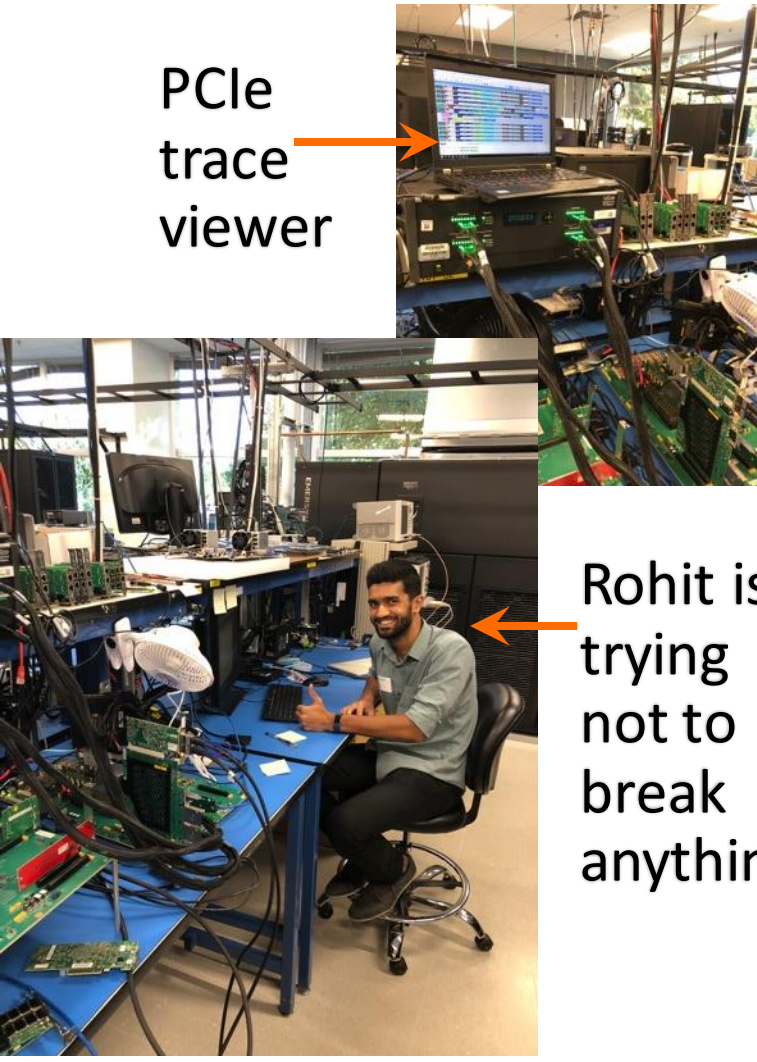 PCIe
trace
viewer
Rohit is
trying
not to
break
anythin